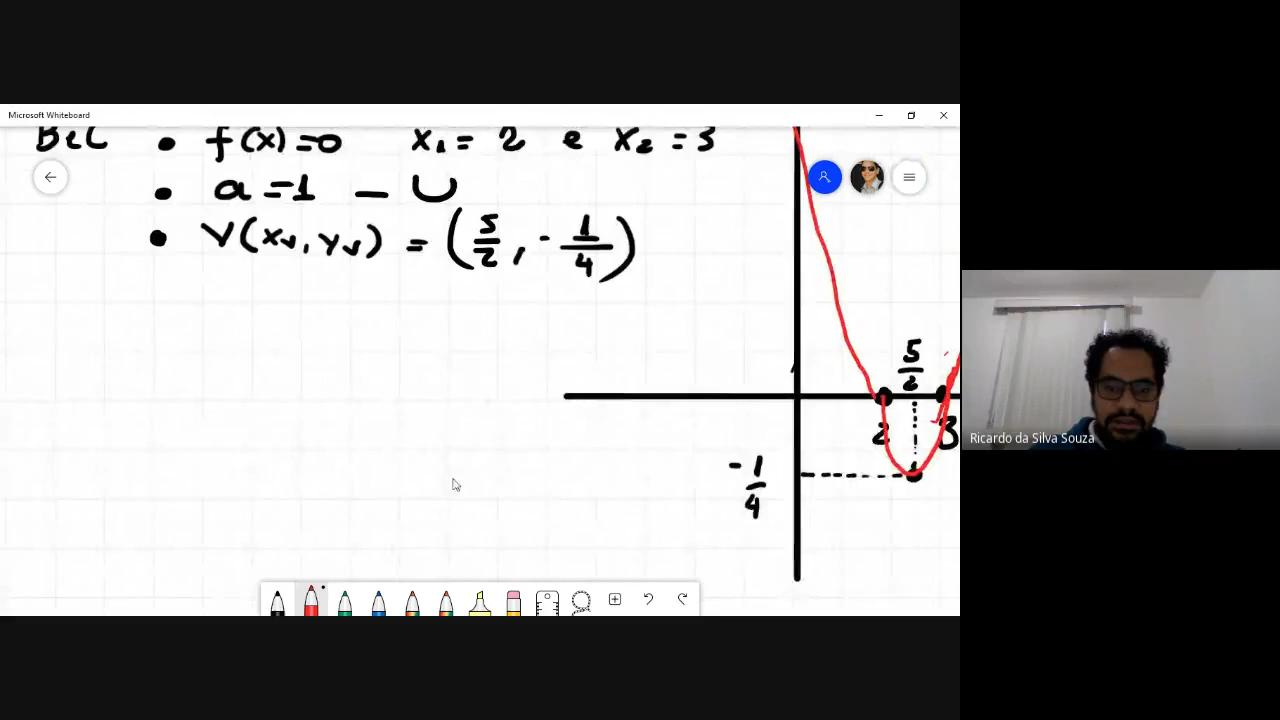 Microsoft Whiteboard
BeC • f(x)=0 x₁ = 2 e x₂ = 3
• a=1 — ∪
• V(xᵥ, yᵥ) = (5/2, -1/4)
5/2
2 3
-1/4
Ricardo da Silva Souza